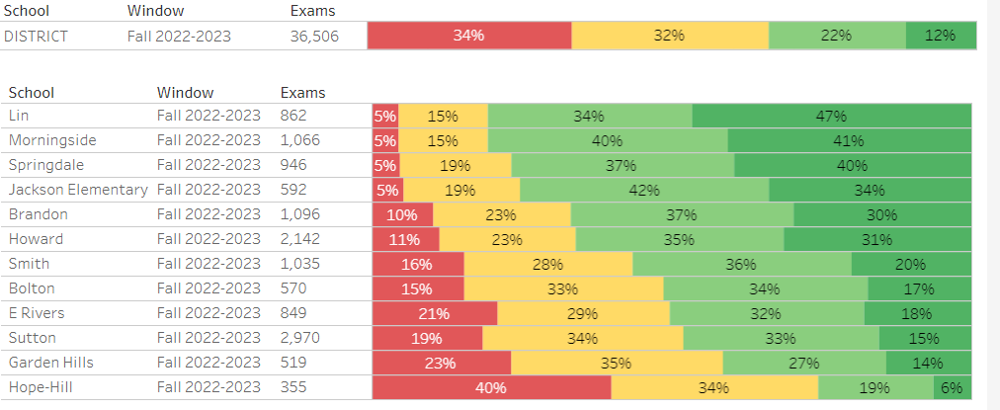 School Window Exams
DISTRICT Fall 2022-2023 36,506 34% 32% 22% 12%
School Window Exams
Lin Fall 2022-2023 862 5% 15% 34% 47%
Morningside Fall 2022-2023 1,066 5% 15% 40% 41%
Springdale Fall 2022-2023 946 5% 19% 37% 40%
Jackson Elementary Fall 2022-2023 592 5% 19% 42% 34%
Brandon Fall 2022-2023 1,096 10% 23% 37% 30%
Howard Fall 2022-2023 2,142 11% 23% 35% 31%
Smith Fall 2022-2023 1,035 16% 28% 36% 20%
Bolton Fall 2022-2023 570 15% 33% 34% 17%
E Rivers Fall 2022-2023 849 21% 29% 32% 18%
Sutton Fall 2022-2023 2,970 19% 34% 33% 15%
Garden Hills Fall 2022-2023 519 23% 35% 27% 14%
Hope-Hill Fall 2022-2023 355 40% 34% 19% 6%